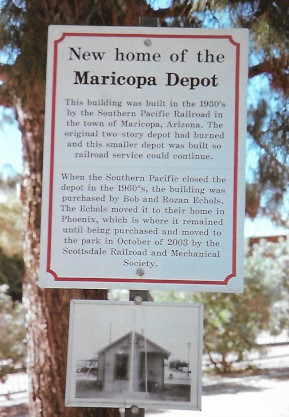 New home of the
Maricopa Depot
This building was built in the 1930's
by the Southern Pacific Railroad in
the town of Maricopa, Arizona. The
original two story depot had burned
and this smaller depot was built so
railroad service could continue.
When the Southern Pacific closed the
depot in the 1960"s, the building was
purchased by Bob and Rozan Echols.
The Echols moved it to their home in
Phoenix, which is where it remained
until being purchased and moved to
the park in October of 2003 by the
Scottsdale Railroad and Mechanical
Society.